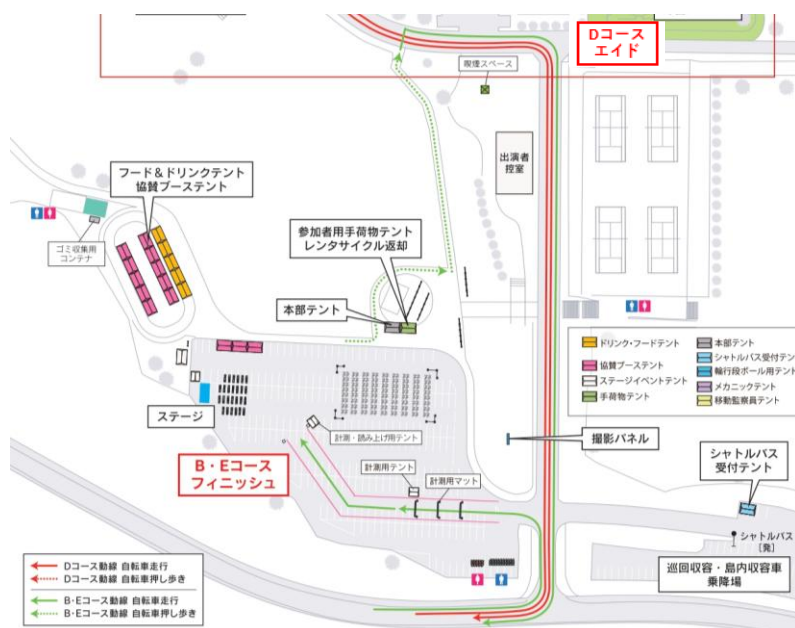 Dコース
エイド
喫煙スペース
出演者
控室
フード&ドリンクテント
協賛ブーステント
ゴミ収集用
コンテナ
参加者用手荷物テント
レンタサイクル返却
本部テント
ドリンク・フードテント
協賛ブーステント
ステージイベントテント
手荷物テント
本部テント
シャトルバス受付テン
輪行段ボール用テント
メカニックテント
移動監察員テント
ステージ
計測・読み上げ用テント
撮影パネル
B・Eコース
フィニッシュ
計測用テント
計測用マット
シャトルバス
受付テント
シャトルバス
[発]
巡回収容・島内収容車
乗降場
Dコース動線 自転車走行
Dコース動線 自転車押し歩き
B・Eコース動線 自転車走行
B・Eコース動線 自転車押し歩き